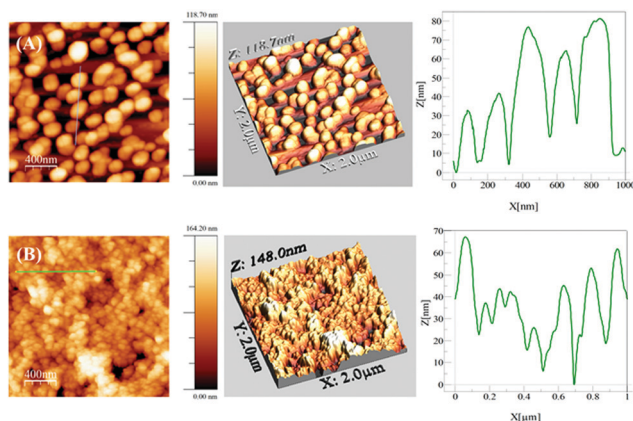 (A)
400nm
118.70 nm
0.00 nm
Z: 118.7nm
Y: 2.0µm
X: 2.0µm
Z[nm]
80
70
60
50
40
30
20
10
0
0
200
400
600
800
1000
X[nm]
(B)
400nm
164.20 nm
0.00 nm
Z: 148.0nm
Y: 2.0µm
X: 2.0µm
Z[nm]
70
60
50
40
30
20
10
0
0
0.2
0.4
0.6
0.8
1
X[µm]